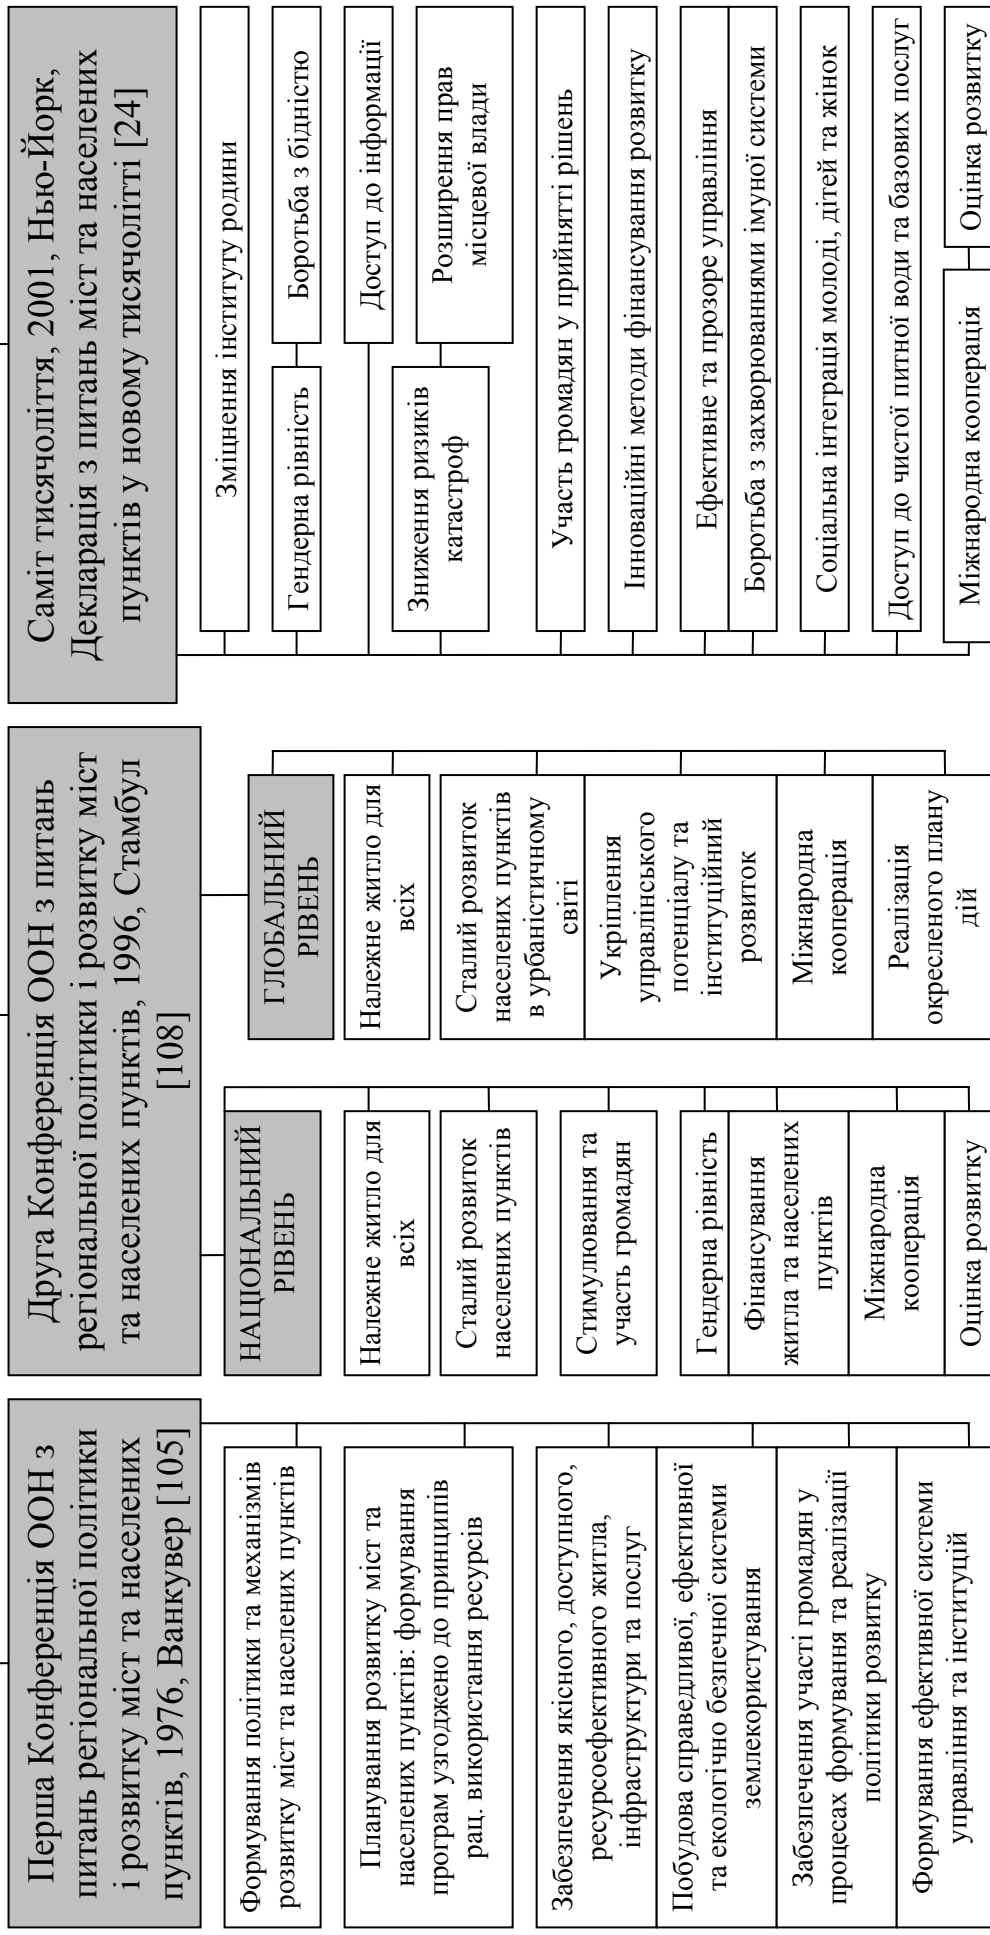 Перша Конференція ООН з
питань регіональної політики
і розвитку міст та населених
пунктів, 1976, Ванкувер [105]
Формування політики та механізмів
розвитку міст та населених пунктів
Планування розвитку міст та
населених пунктів: формування
програм узгоджено до принципів
рац. використання ресурсів
Забезпечення якісного, доступного,
ресурсоефективного житла,
інфраструктури та послуг
Побудова справедливої, ефективної
та екологічно безпечної системи
землекористування
Забезпечення участі громадян у
процесах формування та реалізації
політики розвитку
Формування ефективної системи
управління та інституцій
Друга Конференція ООН з питань
регіональної політики і розвитку міст
та населених пунктів, 1996, Стамбул
[108]
НАЦІОНАЛЬНИЙ
РІВЕНЬ
Належне житло для
всіх
Сталий розвиток
населених пунктів
Стимулювання та
участь громадян
Гендерна рівність
Фінансування
житла та населених
пунктів
Міжнародна
кооперація
Оцінка розвитку
ГЛОБАЛЬНИЙ
РІВЕНЬ
Належне житло для
всіх
Сталий розвиток
населених пунктів
в урбаністичному
світі
Укріплення
управлінського
потенціалу та
інституційний
розвиток
Міжнародна
кооперація
Реалізація
окресленого плану
дій
Саміт тисячоліття, 2001, Нью-Йорк,
Декларація з питань міст та населених
пунктів у новому тисячолітті [24]
Зміцнення інституту родини
Гендерна рівність
Боротьба з бідністю
Доступ до інформації
Зниження ризиків
катастроф
Розширення прав
місцевої влади
Участь громадян у прийнятті рішень
Інноваційні методи фінансування розвитку
Ефективне та прозоре управління
Боротьба з захворюваннями імуної системи
Соціальна інтеграція молоді, дітей та жінок
Доступ до чистої питної води та базових послуг
Міжнародна кооперація
Оцінка розвитку